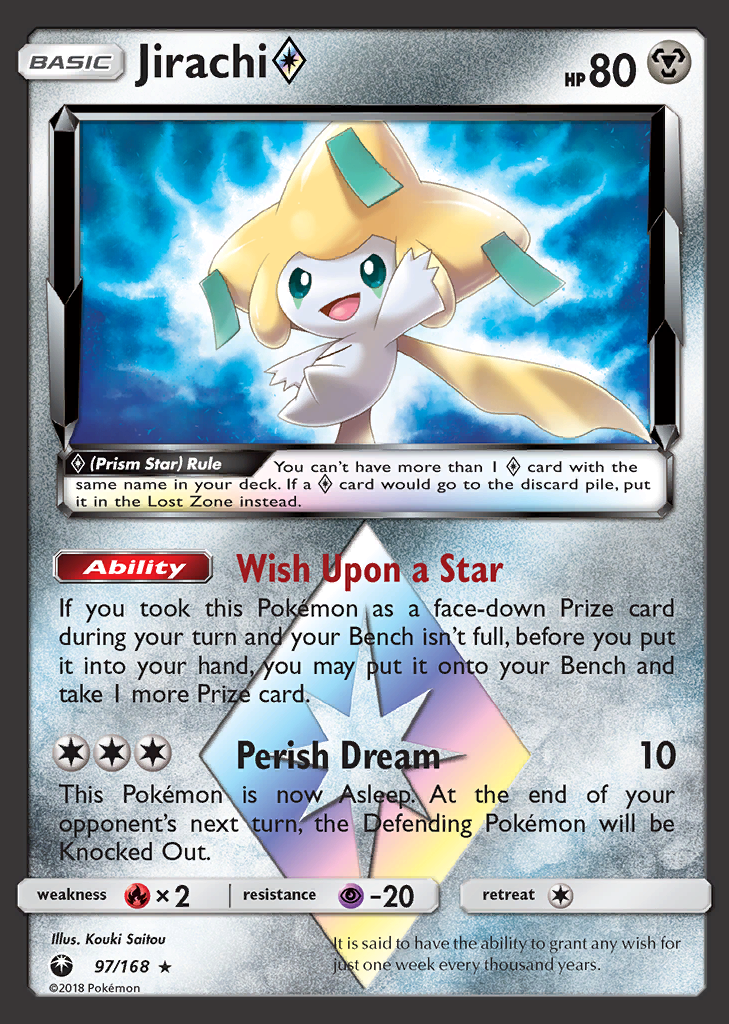 BASIC Jirachi HP 80
(Prism Star) Rule You can't have more than 1 card with the
same name in your deck. If a card would go to the discard pile, put
it in the Lost Zone instead.
Ability Wish Upon a Star
If you took this Pokémon as a face-down Prize card
during your turn and your Bench isn't full, before you put
it into your hand, you may put it onto your Bench and
take 1 more Prize card.
Perish Dream 10
This Pokémon is now Asleep. At the end of your
opponent's next turn, the Defending Pokémon will be
Knocked Out.
weakness × 2 resistance -20 retreat
Illus. Kouki Saitou
97/168 ★
©2018 Pokémon
It is said to have the ability to grant any wish for
just one week every thousand years.